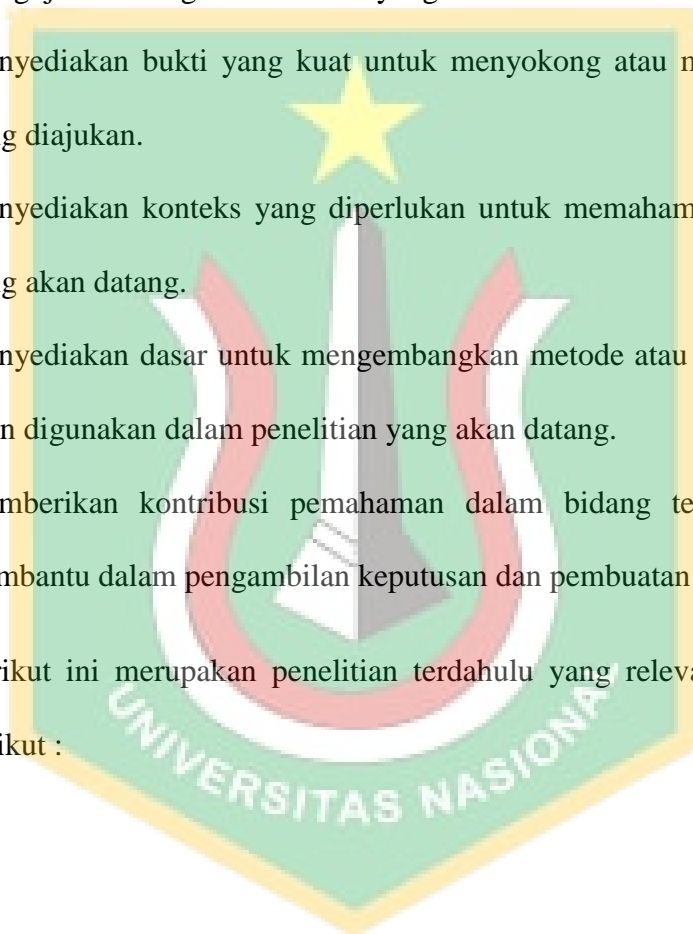 nyediakan bukti yang kuat untuk menyokong atau
g diajukan.
nyediakan konteks yang diperlukan untuk memaham
g akan datang.
nyediakan dasar untuk mengembangkan metode atau
n digunakan dalam penelitian yang akan datang.
mberikan kontribusi pemahaman dalam bidang te
mbantu dalam pengambilan keputusan dan pembuatan
rikut ini merupakan penelitian terdahulu yang releva
ikut :
UNIVERSITAS NASIONAL